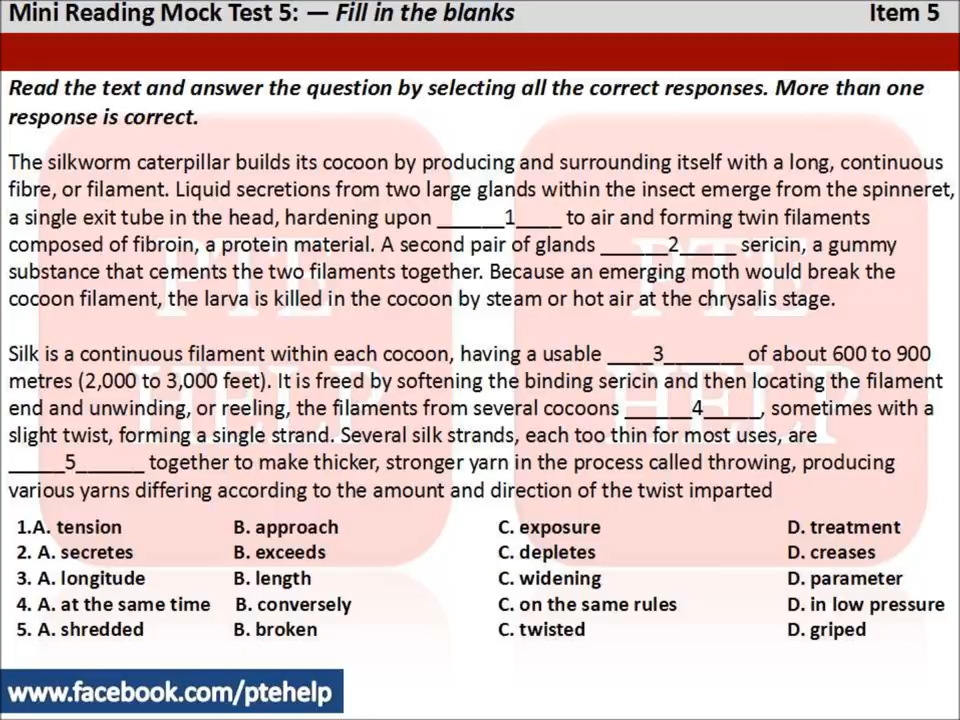 Mini Reading Mock Test 5: — Fill in the blanks Item 5
Read the text and answer the question by selecting all the correct responses. More than one
response is correct.
The silkworm caterpillar builds its cocoon by producing and surrounding itself with a long, continuous
fibre, or filament. Liquid secretions from two large glands within the insect emerge from the spinneret,
a single exit tube in the head, hardening upon ______1____ to air and forming twin filaments
composed of fibroin, a protein material. A second pair of glands ______2_____ sericin, a gummy
substance that cements the two filaments together. Because an emerging moth would break the
cocoon filament, the larva is killed in the cocoon by steam or hot air at the chrysalis stage.
Silk is a continuous filament within each cocoon, having a usable ____3_______ of about 600 to 900
metres (2,000 to 3,000 feet). It is freed by softening the binding sericin and then locating the filament
end and unwinding, or reeling, the filaments from several cocoons ______4_____, sometimes with a
slight twist, forming a single strand. Several silk strands, each too thin for most uses, are
_____5______ together to make thicker, stronger yarn in the process called throwing, producing
various yarns differing according to the amount and direction of the twist imparted
1.A. tension B. approach C. exposure D. treatment
2. A. secretes B. exceeds C. depletes D. creases
3. A. longitude B. length C. widening D. parameter
4. A. at the same time B. conversely C. on the same rules D. in low pressure
5. A. shredded B. broken C. twisted D. griped
www.facebook.com/ptehelp
PTE PTE
HELP HELP